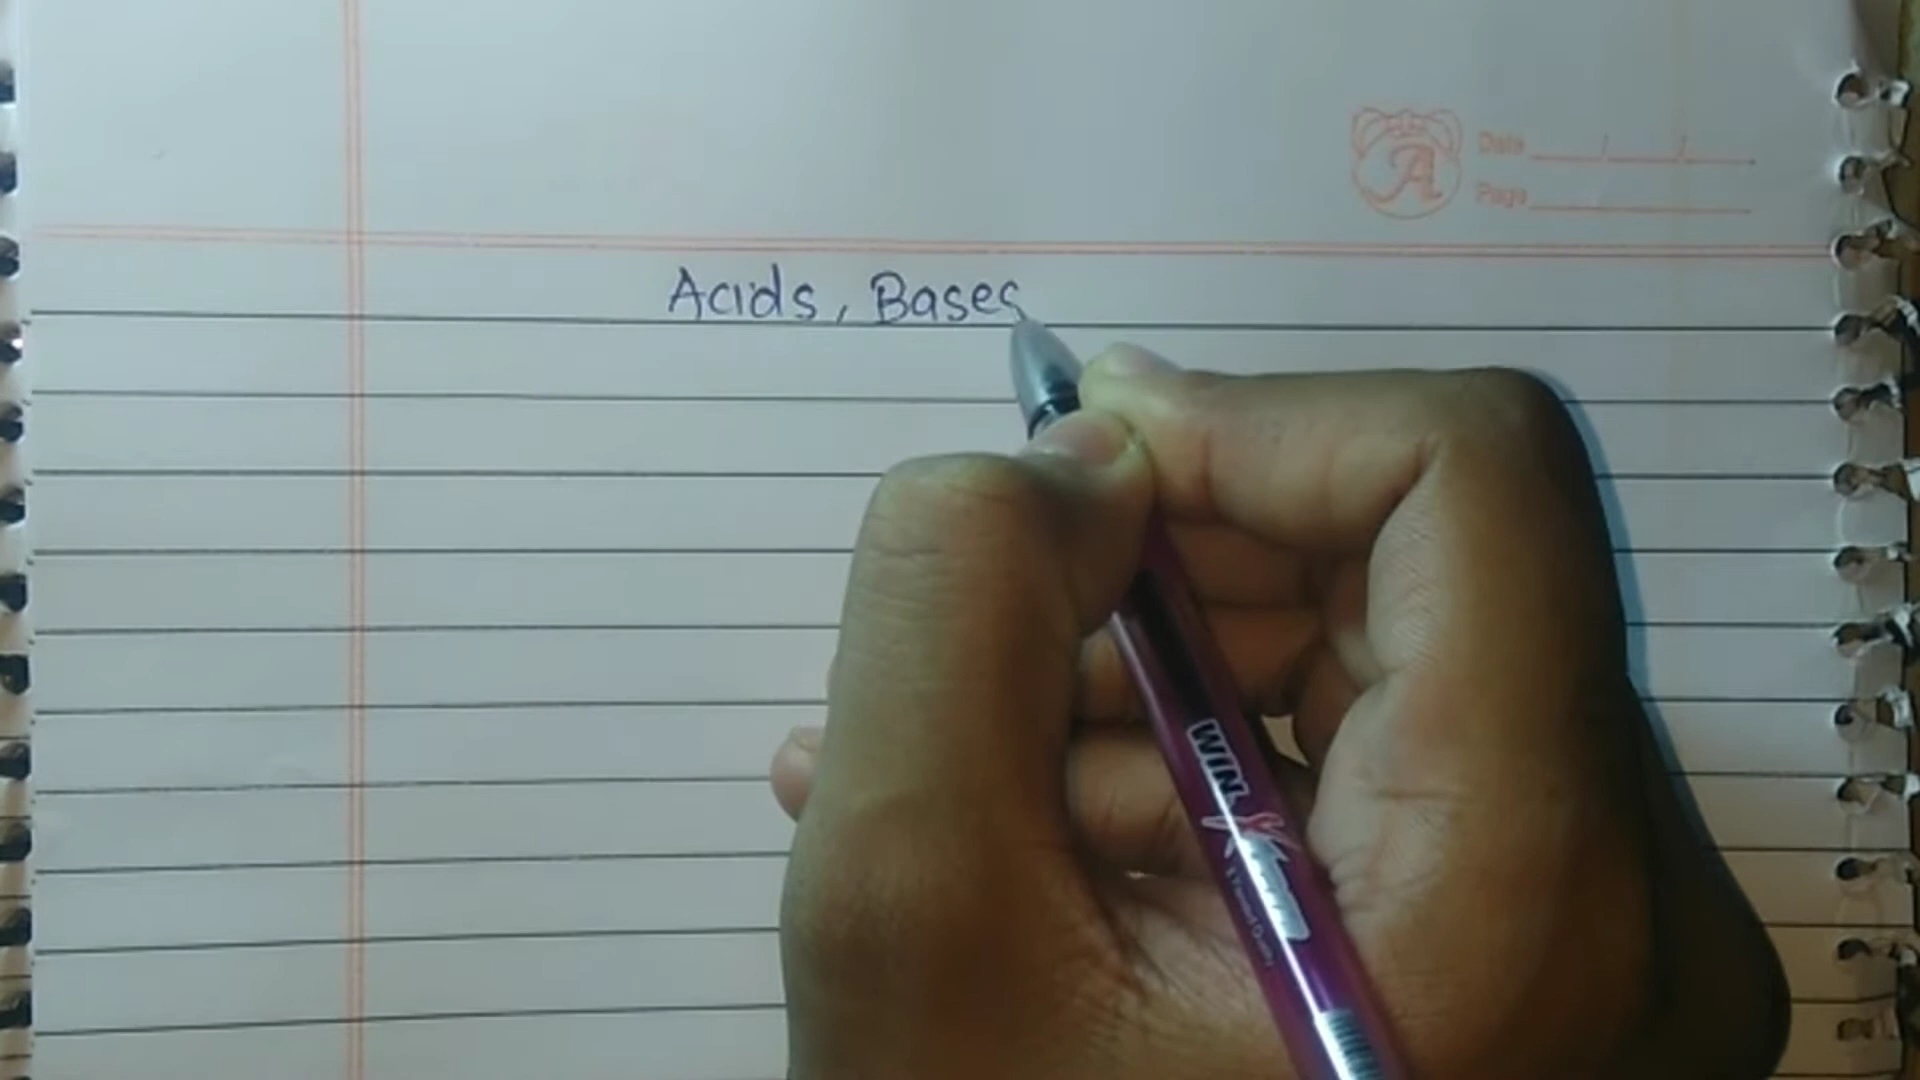 A
Date
Page
Acids, Bases
WIN